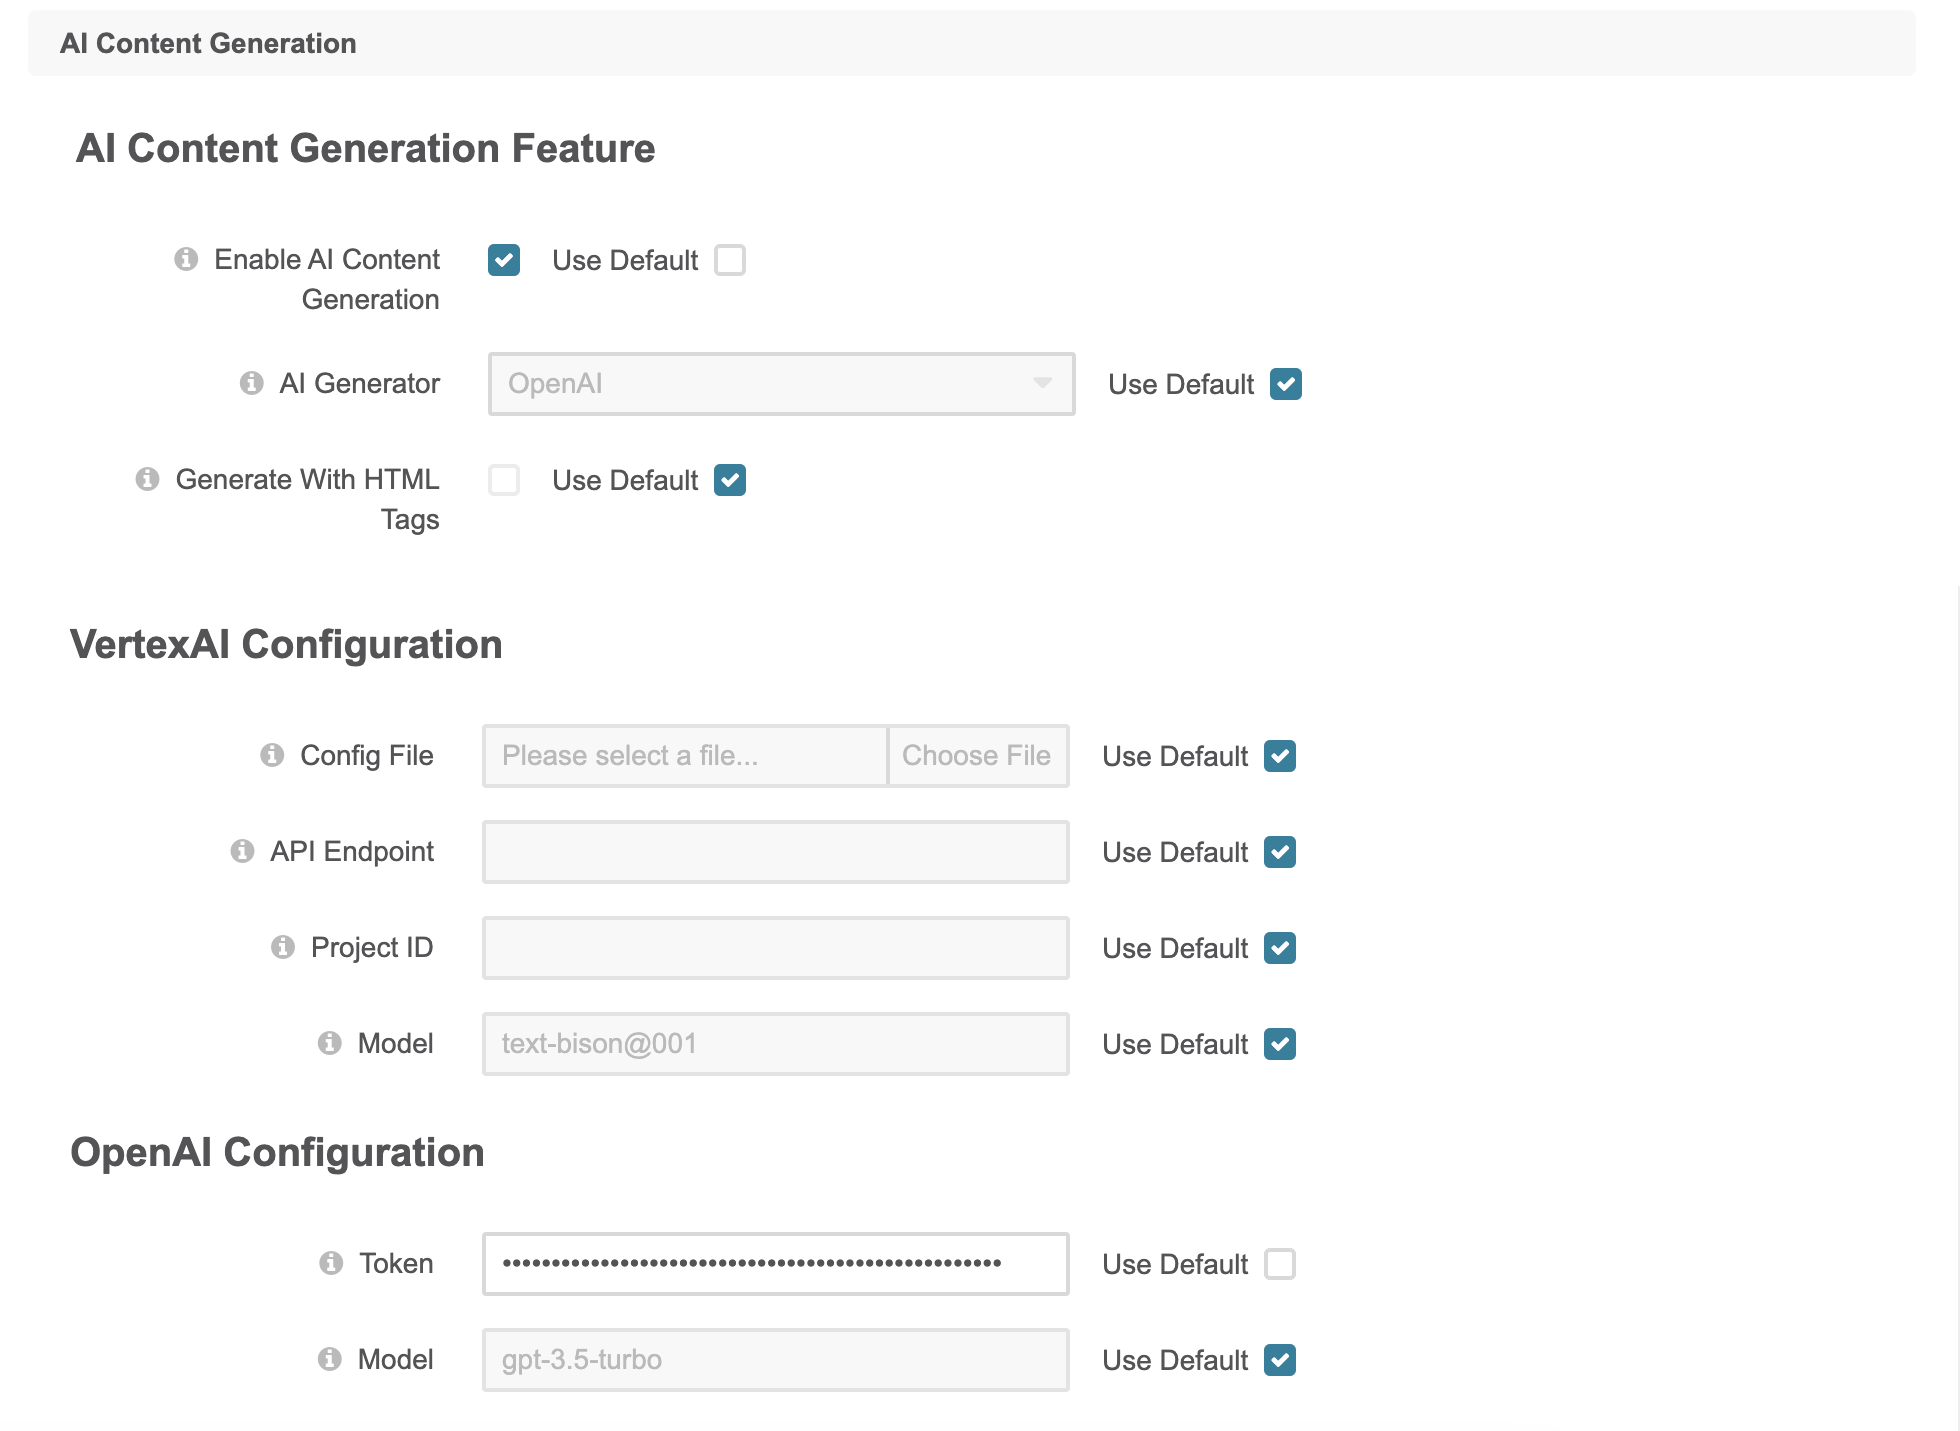 AI Content Generation
AI Content Generation Feature
Enable AI Content Use Default
Generation
AI Generator OpenAI Use Default
Generate With HTML Use Default
Tags
VertexAI Configuration
Config File Please select a file... Choose File Use Default
API Endpoint Use Default
Project ID Use Default
Model text-bison@001 Use Default
OpenAI Configuration
Token ••••••••••••••••••••••••••••••••••••••••••••••••••• Use Default
Model gpt-3.5-turbo Use Default